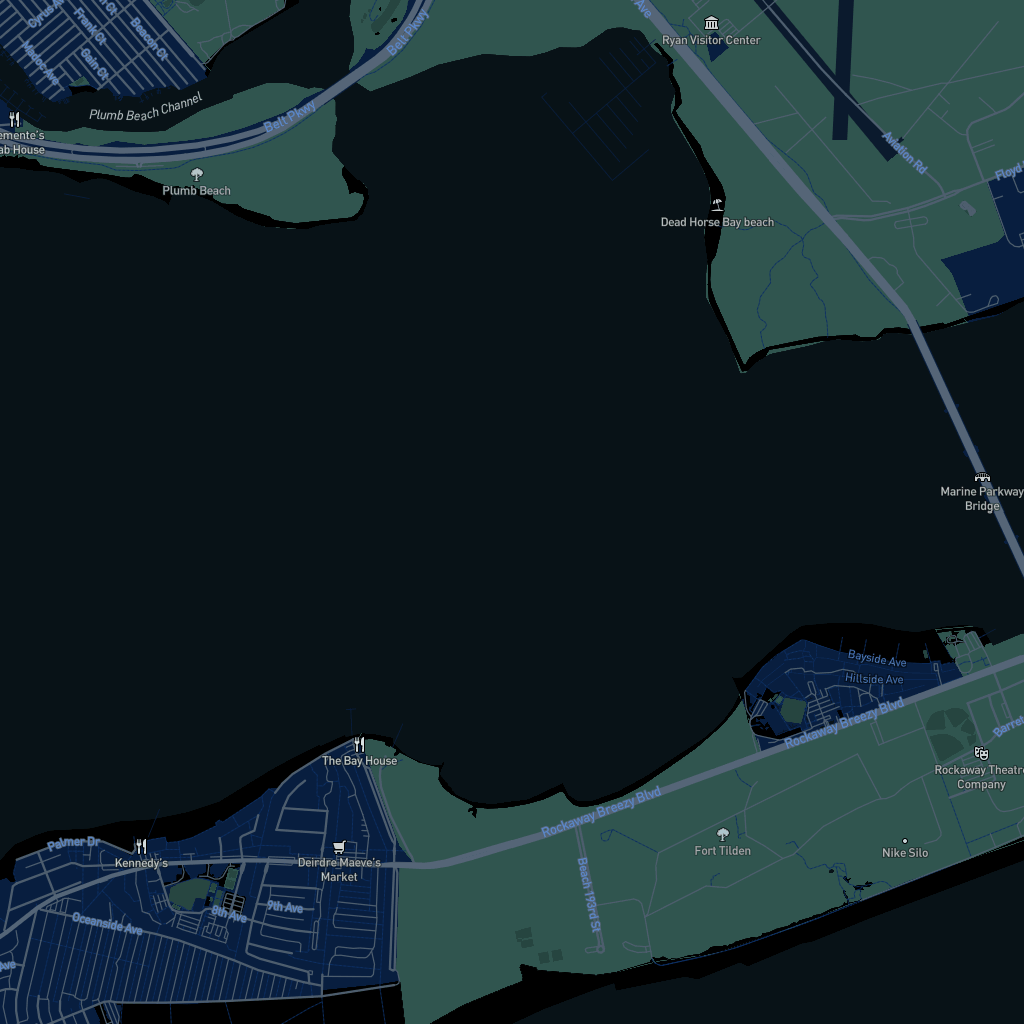 Cyrus Av
Frank Ct
Beacon Ct
Gain Ct
Madoc Ave
Belt Pkwy
Ave
Ryan Visitor Center
Plumb Beach Channel
Belt Pkwy
emente's
ab House
Aviation Rd
Floyd
Plumb Beach
Dead Horse Bay beach
Marine Parkway
Bridge
Bayside Ave
Hillside Ave
Rockaway Breezy Blvd
Barret
The Bay House
Rockaway Theatre
Company
Rockaway Breezy Blvd
Palmer Dr
Kennedy's
Deirdre Maeve's
Market
Fort Tilden
Nike Silo
Beach 193rd St
9th Ave
8th Ave
Oceanside Ave
Ave